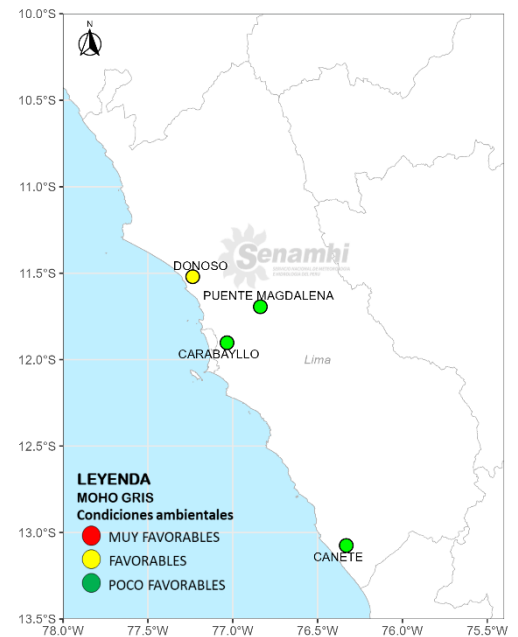 10.0°S
N
10.5°S
11.0°S
Senamhi
DONOSO
11.5°S
PUENTE MAGDALENA
12.0°S
CARABAYLLO
Lima
12.5°S
LEYENDA
MOHO GRIS
Condiciones ambientales
MUY FAVORABLES
FAVORABLES
POCO FAVORABLES
13.0°S
CANETE
13.5°S
78.0°W 77.5°W 77.0°W 76.5°W 76.0°W 75.5°W